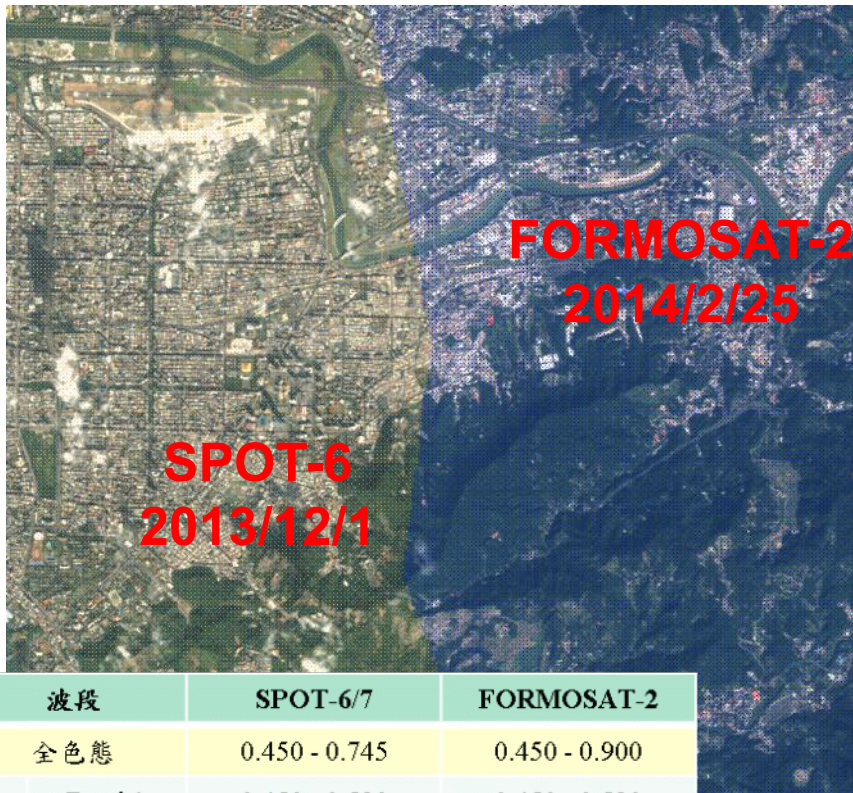 FORMOSAT-2
2014/2/25
SPOT-6
2013/12/1
波段 SPOT-6/7 FORMOSAT-2
全色態 0.450 - 0.745 0.450 - 0.900